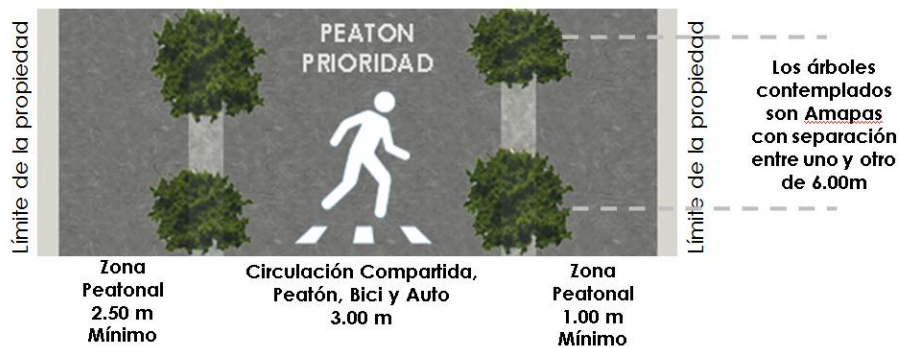 Límite de la propiedad
PEATON
PRIORIDAD
Límite de la propiedad
Los árboles
contemplados
son Amapas
con separación
entre uno y otro
de 6.00m
Zona
Peatonal
2.50 m
Mínimo
Circulación Compartida,
Peatón, Bici y Auto
3.00 m
Zona
Peatonal
1.00 m
Mínimo